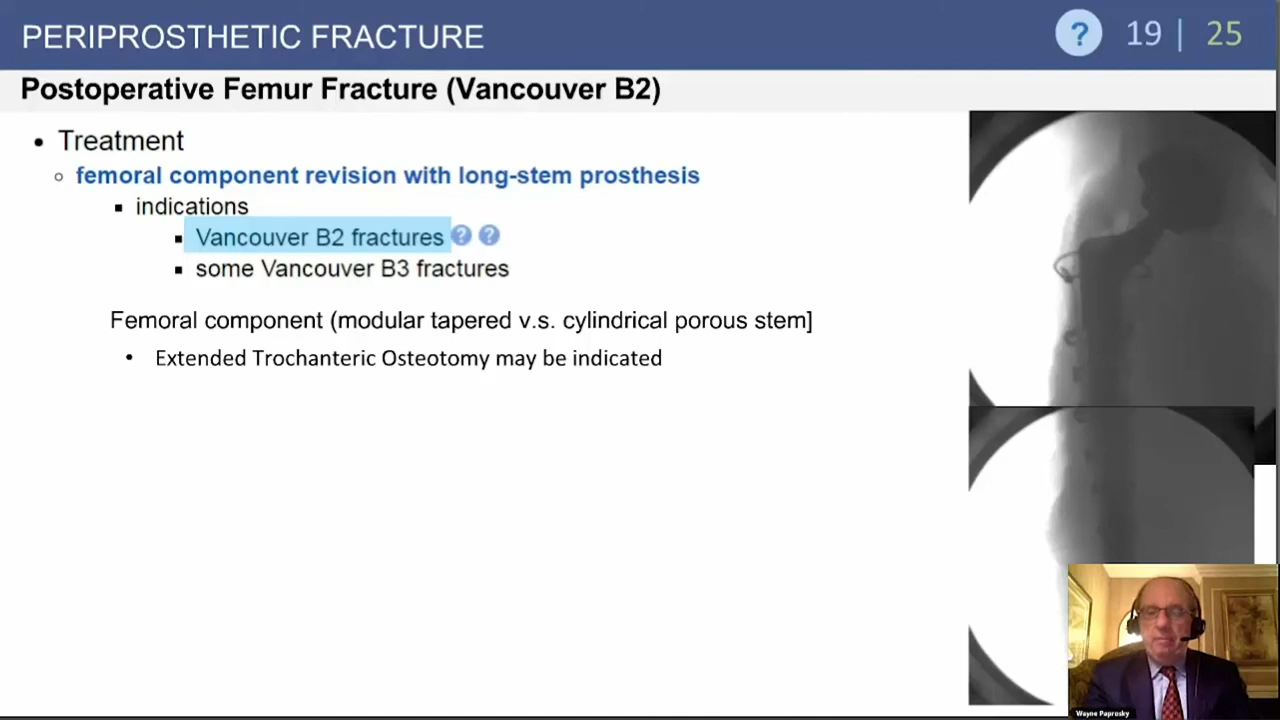 PERIPROSTHETIC FRACTURE
? 19 | 25
Postoperative Femur Fracture (Vancouver B2)
• Treatment
○ femoral component revision with long-stem prosthesis
▪ indications
▪ Vancouver B2 fractures ? ?
▪ some Vancouver B3 fractures
Femoral component (modular tapered v.s. cylindrical porous stem]
• Extended Trochanteric Osteotomy may be indicated
Wayne Paprosky